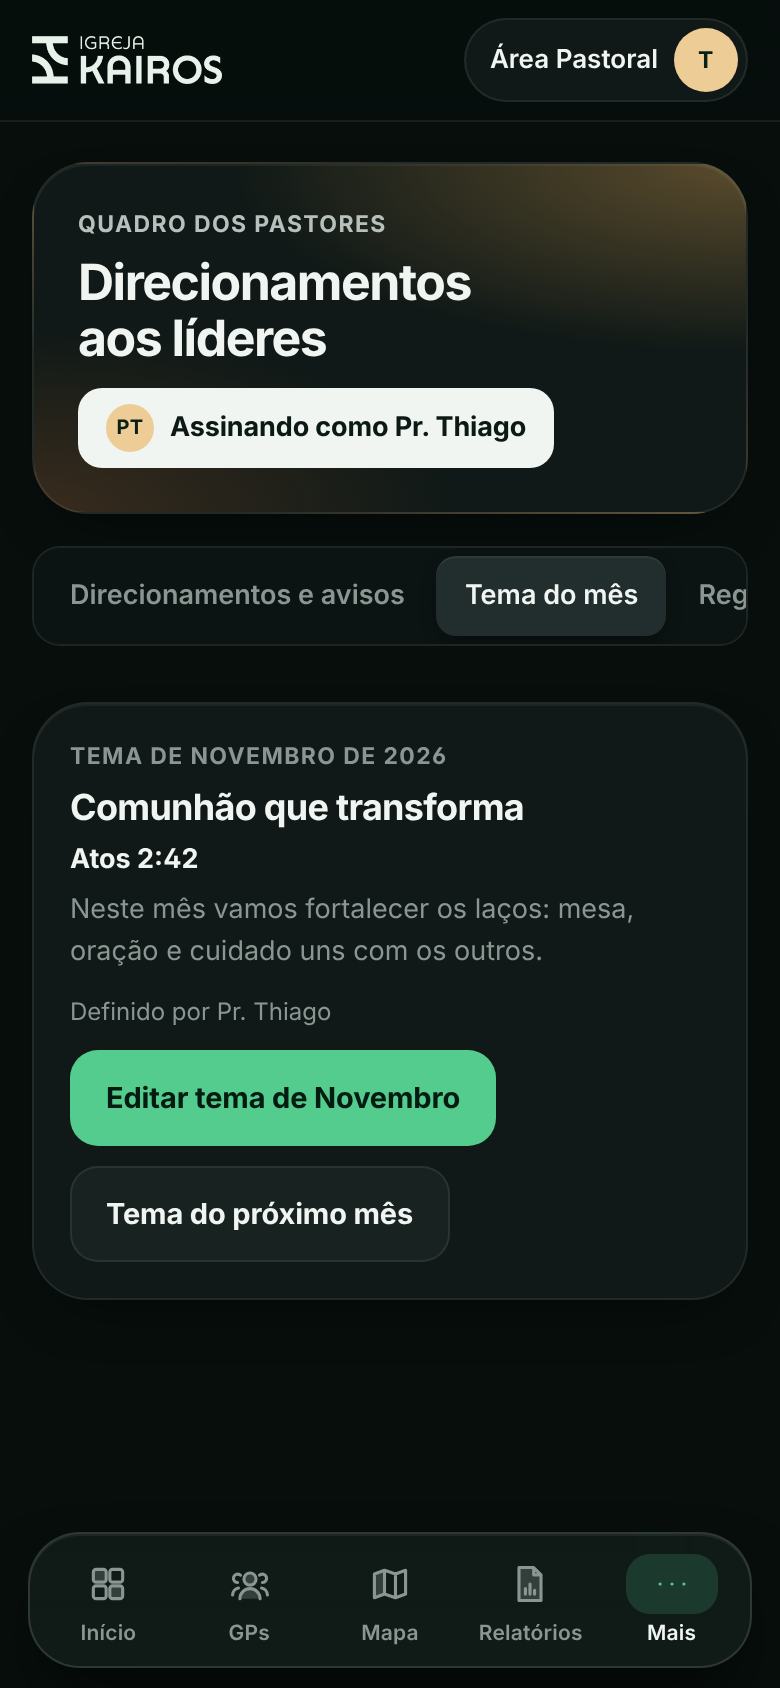 IGREJA
KAIROS
Área Pastoral
T
QUADRO DOS PASTORES
Direcionamentos
aos líderes
PT
Assinando como Pr. Thiago
Direcionamentos e avisos
Tema do mês
Reg
TEMA DE NOVEMBRO DE 2026
Comunhão que transforma
Atos 2:42
Neste mês vamos fortalecer os laços: mesa,
oração e cuidado uns com os outros.
Definido por Pr. Thiago
Editar tema de Novembro
Tema do próximo mês
Início
GPs
Mapa
Relatórios
Mais